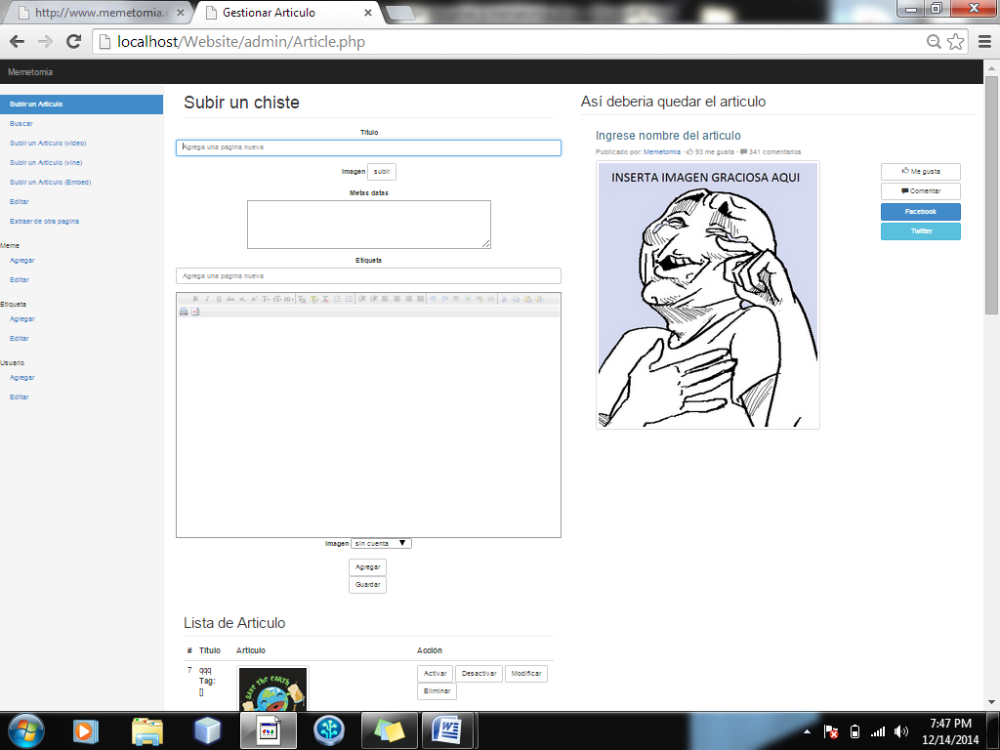 http://www.memetomia.c
Gestionar Articulo
localhost/Website/admin/Article.php
Memetomia
Subir un Articulo
Buscar
Subir un Articulo (video)
Subir un Articulo (vine)
Subir un Articulo (Embed)
Editar
Extraer de otra pagina
Meme
Agregar
Editar
Etiqueta
Agregar
Editar
Usuario
Agregar
Editar
Subir un chiste
Titulo
Agrega una pagina nueva
Imagen subir
Metas datas
Etiqueta
Agrega una pagina nueva
Imagen sin cuenta
Agregar
Guardar
Lista de Articulo
# Titulo Articulo Acción
7 qqq
Tag:
[]
SAVE THE EARTH
Activar Desactivar Modificar
Eliminar
Así deberia quedar el articulo
Ingrese nombre del articulo
Publicado por: Memetomia - 93 me gusta - 341 comentarios
INSERTA IMAGEN GRACIOSA AQUI
Me gusta
Comentar
Facebook
Twitter
7:47 PM
12/14/2014